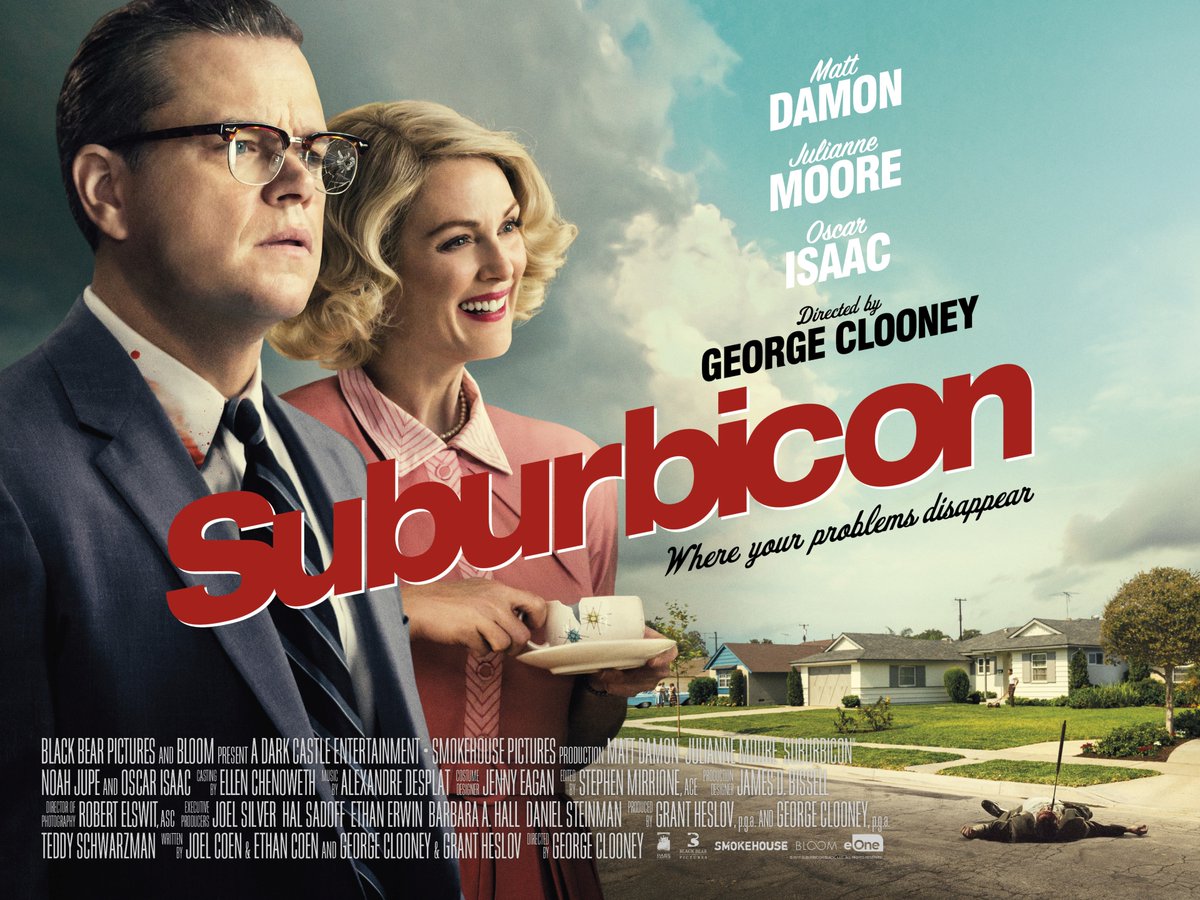 Matt
DAMON
Julianne
MOORE
Oscar
ISAAC
Directed by
GEORGE CLOONEY
Suburbicon
Where your problems disappear
BLACK BEAR PICTURES AND BLOOM PRESENT A DARK CASTLE ENTERTAINMENT • SMOKEHOUSE PICTURES PRODUCTION MATT DAMON JULIANNE MOORE SUBURBICON
NOAH JUPE AND OSCAR ISAAC CASTING BY ELLEN CHENOWETH MUSIC BY ALEXANDRE DESPLAT COSTUME DESIGNER JENNY EAGAN EDITED BY STEPHEN MIRRIONE, ACE PRODUCTION DESIGNER JAMES D. BISSELL
DIRECTOR OF PHOTOGRAPHY ROBERT ELSWIT, ASC EXECUTIVE PRODUCERS JOEL SILVER HAL SADOFF ETHAN ERWIN BARBARA A. HALL DANIEL STEINMAN PRODUCED BY GRANT HESLOV, p.g.a. AND GEORGE CLOONEY, p.g.a.
TEDDY SCHWARZMAN WRITTEN BY JOEL COEN & ETHAN COEN AND GEORGE CLOONEY & GRANT HESLOV DIRECTED BY GEORGE CLOONEY
BLACK BEAR
PICTURES
SMOKEHOUSE
BLOOM
eOne